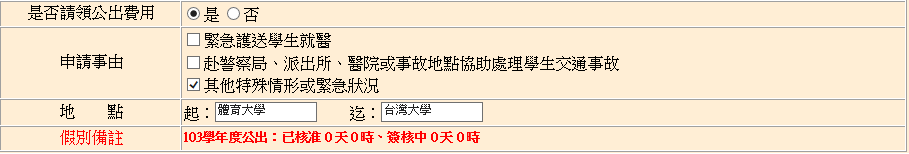 是否請領公出費用 是 否
申請事由
緊急護送學生就醫
赴警察局、派出所、醫院或事故地點協助處理學生交通事故
其他特殊情形或緊急狀況
地 點 起：體育大學 迄：台灣大學
假別備註 103學年度公出：已核准 0 天 0 時、簽核中 0 天 0 時